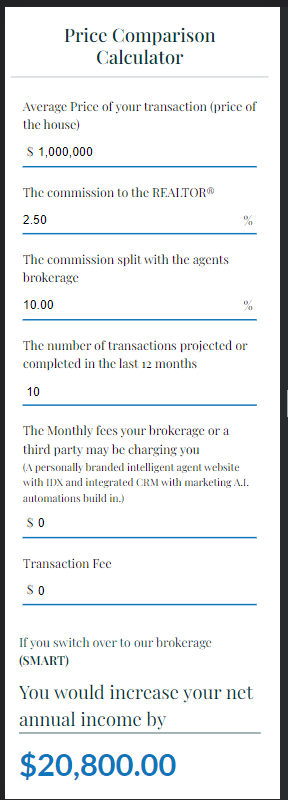 Price Comparison
Calculator
Average Price of your transaction (price of
the house)
$ 1,000,000
The commission to the REALTOR®
2.50 %
The commission split with the agents
brokerage
10.00 %
The number of transactions projected or
completed in the last 12 months
10
The Monthly fees your brokerage or a
third party may be charging you
(A personally branded intelligent agent website
with IDX and integrated CRM with marketing A.I.
automations build in.)
$ 0
Transaction Fee
$ 0
If you switch over to our brokerage
(SMART)
You would increase your net
annual income by
$20,800.00